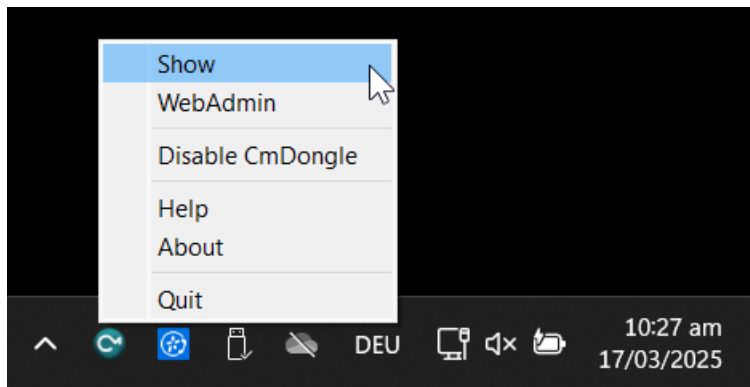 Show
WebAdmin
Disable CmDongle
Help
About
Quit
DEU
10:27 am
17/03/2025